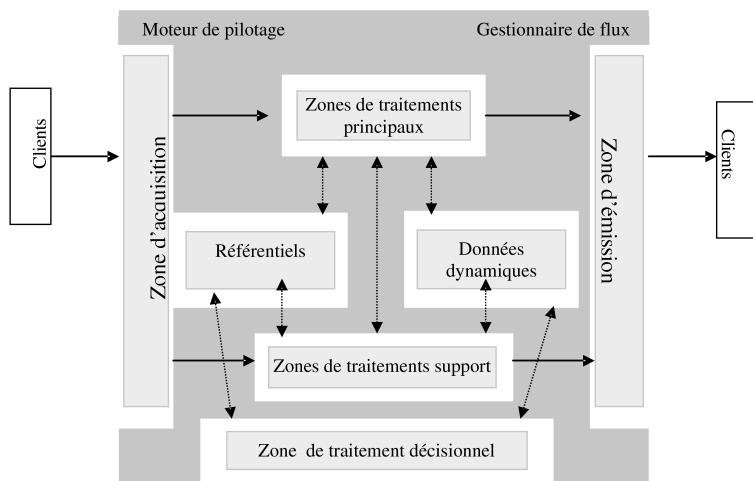 Moteur de pilotage
Gestionnaire de flux
Clients
Zone d'acquisition
Zones de traitements
principaux
Zone d'émission
Clients
Référentiels
Données
dynamiques
Zones de traitements support
Zone de traitement décisionnel